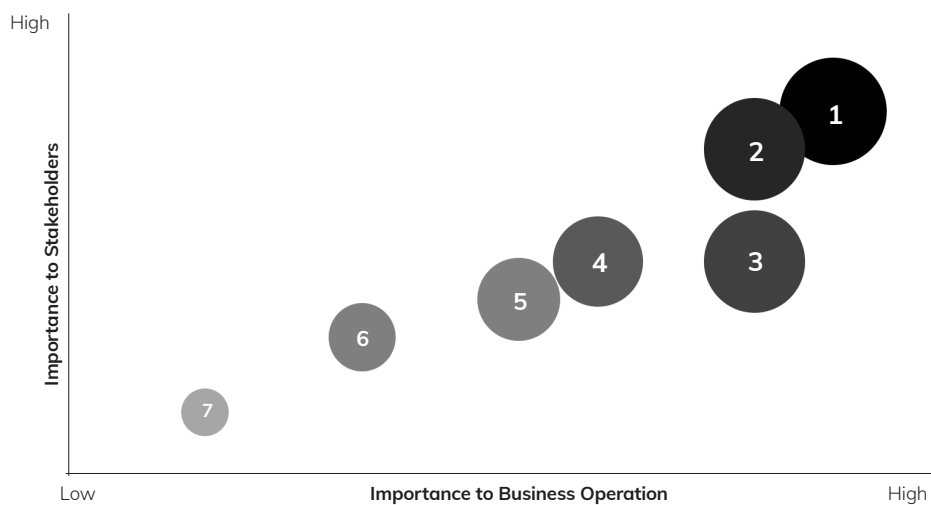 High
Importance to Stakeholders
1
2
3
4
5
6
7
Low
Importance to Business Operation
High